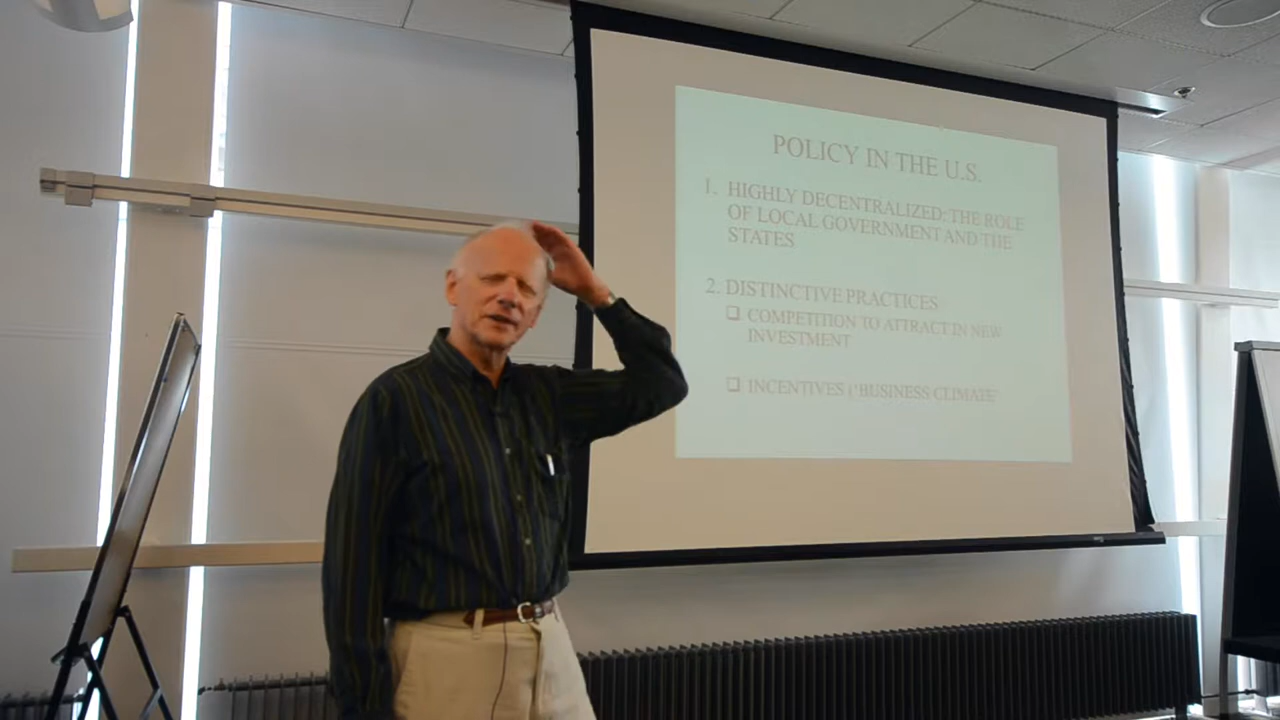 POLICY IN THE U.S.
1. HIGHLY DECENTRALIZED: THE ROLE
OF LOCAL GOVERNMENT AND THE
STATES
2. DISTINCTIVE PRACTICES
❑ COMPETITION TO ATTRACT IN NEW
INVESTMENT
❑ INCENTIVES / 'BUSINESS CLIMATE'